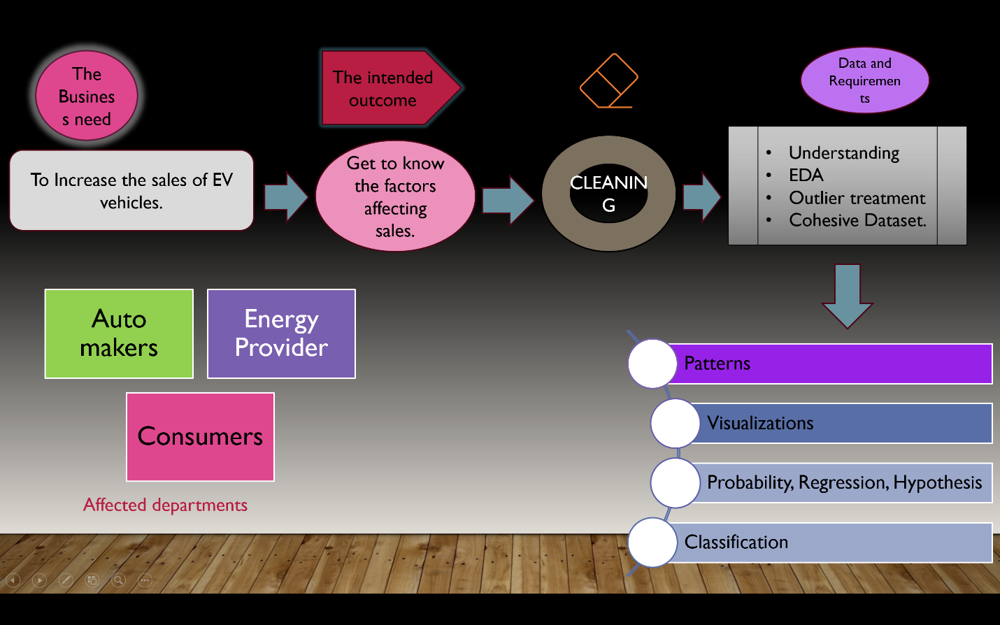 The
Busines
s need
To Increase the sales of EV
vehicles.
The intended
outcome
Get to know
the factors
affecting
sales.
CLEANIN
G
Data and
Requiremen
ts
• Understanding
• EDA
• Outlier treatment
• Cohesive Dataset.
Auto
makers
Energy
Provider
Consumers
Affected departments
Patterns
Visualizations
Probability, Regression, Hypothesis
Classification